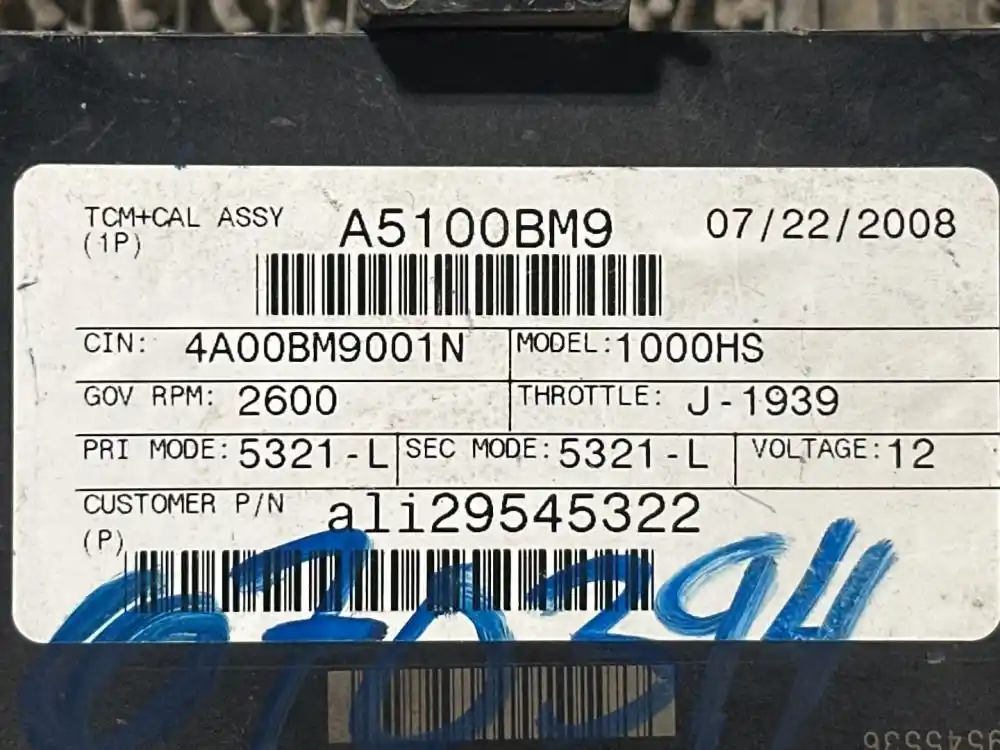 TCM+CAL ASSY A5100BM9 07/22/2008
(1P)
CIN: 4A00BM9001N MODEL: 1000HS
GOV RPM: 2600 THROTTLE: J-1939
PRI MODE: 5321-L SEC MODE: 5321-L VOLTAGE: 12
CUSTOMER P/N ali29545322
(P)
070394